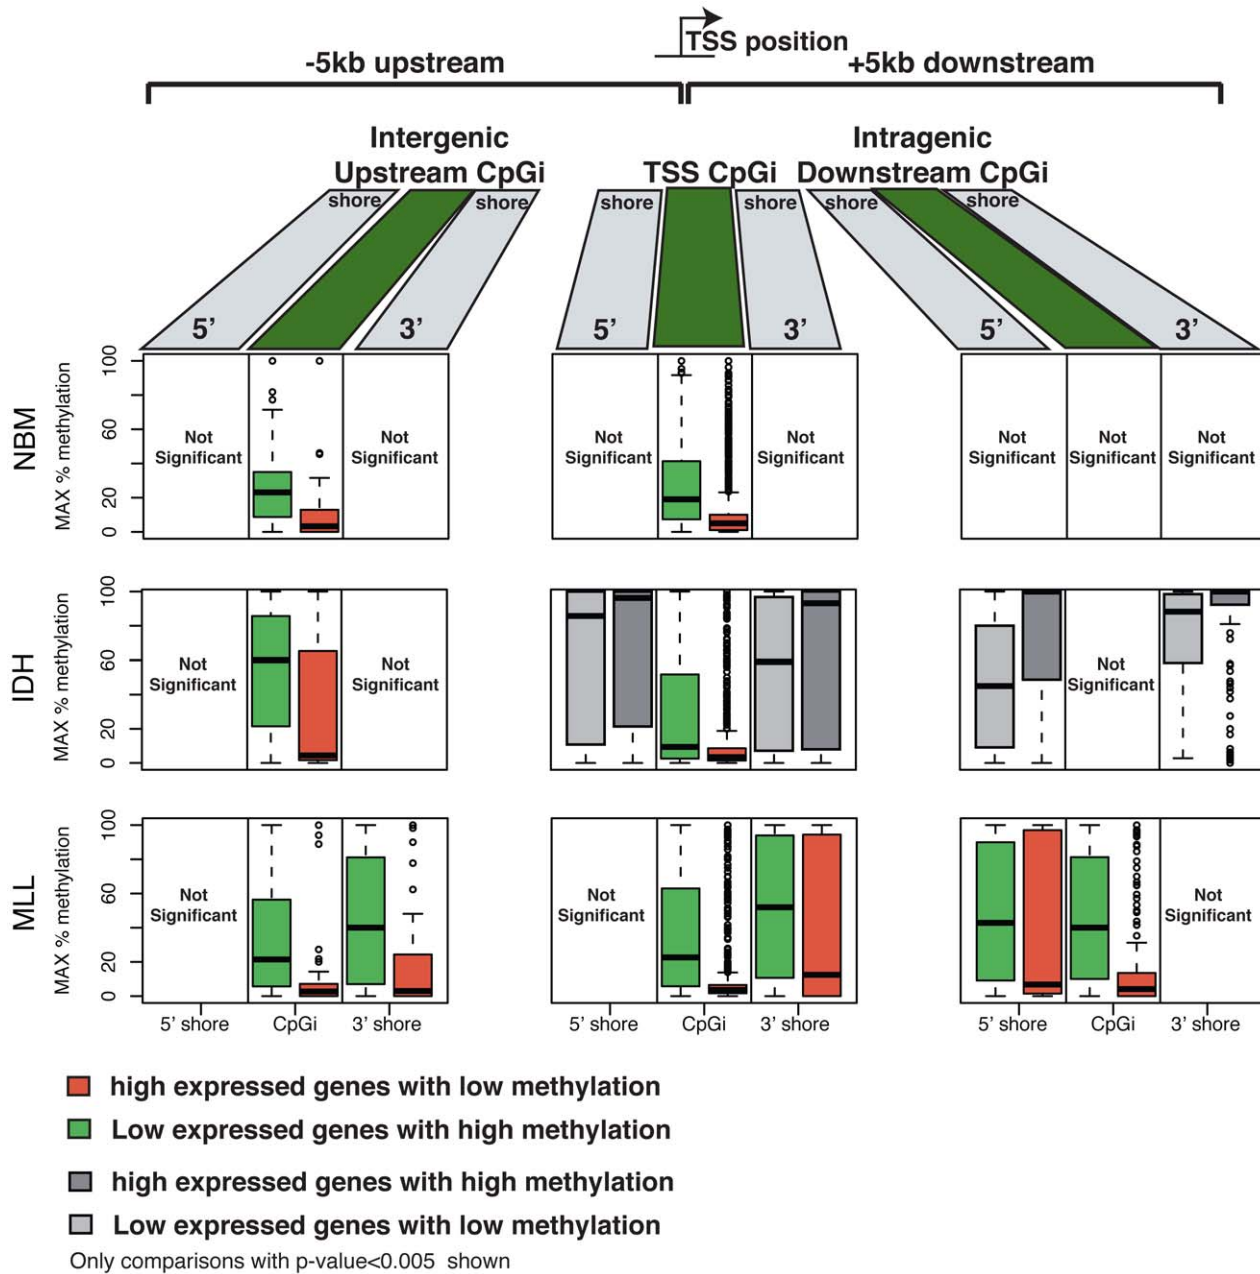 TSS position
-5kb upstream
+5kb downstream
Intergenic
Upstream CpGi
TSS CpGi
Intragenic
Downstream CpGi
shore
shore
shore
shore
shore
shore
5’
3’
5’
3’
5’
3’
NBM
MAX % methylation
0 20 60 100
Not
Significant
Not
Significant
Not
Significant
Not
Significant
Not
Significant
Not
Significant
Not
Significant
IDH
MAX % methylation
0 20 60 100
Not
Significant
Not
Significant
Not
Significant
MLL
MAX % methylation
0 20 60 100
Not
Significant
Not
Significant
Not
Significant
5’ shore CpGi 3’ shore
5’ shore CpGi 3’ shore
5’ shore CpGi 3’ shore
high expressed genes with low methylation
Low expressed genes with high methylation
high expressed genes with high methylation
Low expressed genes with low methylation
Only comparisons with p-value<0.005 shown